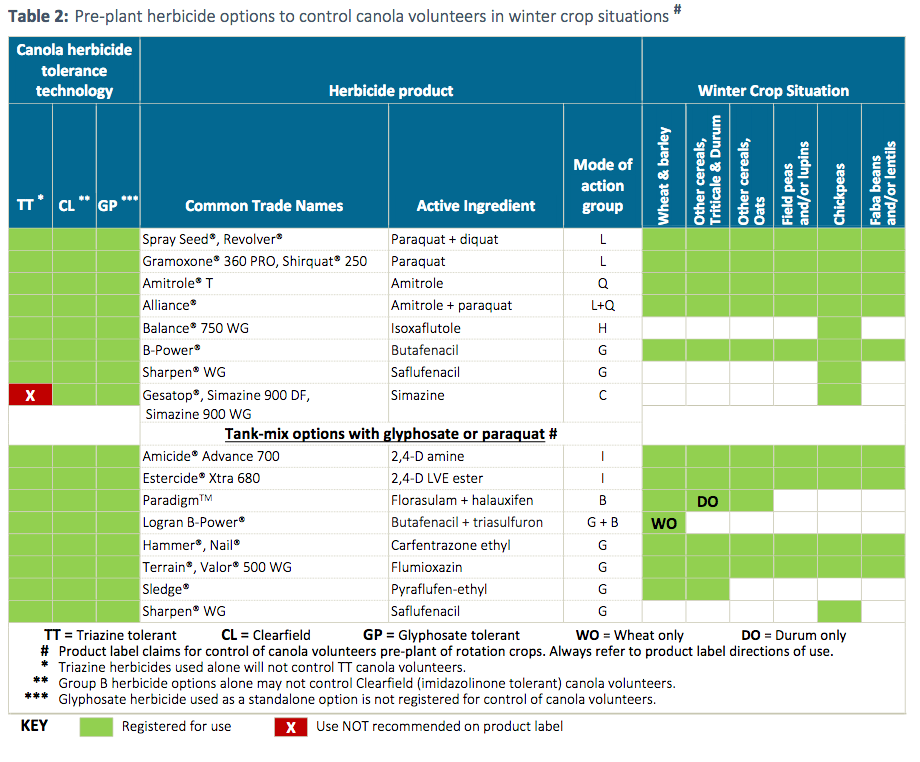 Table 2: Pre-plant herbicide options to control canola volunteers in winter crop situations #
Canola herbicide
tolerance
technology
Herbicide product
Winter Crop Situation
TT * CL ** GP ***
Common Trade Names
Active Ingredient
Mode of
action
group
Wheat & barley
Other cereals,
Triticale & Durum
Other cereals,
Oats
Field peas
and/or lupins
Chickpeas
Faba beans
and/or lentils
Spray Seed®, Revolver® Paraquat + diquat L
Gramoxone® 360 PRO, Shirquat® 250 Paraquat L
Amitrole® T Amitrole Q
Alliance® Amitrole + paraquat L+Q
Balance® 750 WG Isoxaflutole H
B-Power® Butafenacil G
Sharpen® WG Saflufenacil G
X Gesatop®, Simazine 900 DF, Simazine C
Simazine 900 WG
Tank-mix options with glyphosate or paraquat #
Amicide® Advance 700 2,4-D amine I
Estercide® Xtra 680 2,4-D LVE ester I
Paradigm™ Florasulam + halauxifen B DO
Logran B-Power® Butafenacil + triasulfuron G + B WO
Hammer®, Nail® Carfentrazone ethyl G
Terrain®, Valor® 500 WG Flumioxazin G
Sledge® Pyraflufen-ethyl G
Sharpen® WG Saflufenacil G
TT = Triazine tolerant CL = Clearfield GP = Glyphosate tolerant WO = Wheat only DO = Durum only
# Product label claims for control of canola volunteers pre-plant of rotation crops. Always refer to product label directions of use.
* Triazine herbicides used alone will not control TT canola volunteers.
** Group B herbicide options alone may not control Clearfield (imidazolinone tolerant) canola volunteers.
*** Glyphosate herbicide used as a standalone option is not registered for control of canola volunteers.
KEY Registered for use X Use NOT recommended on product label